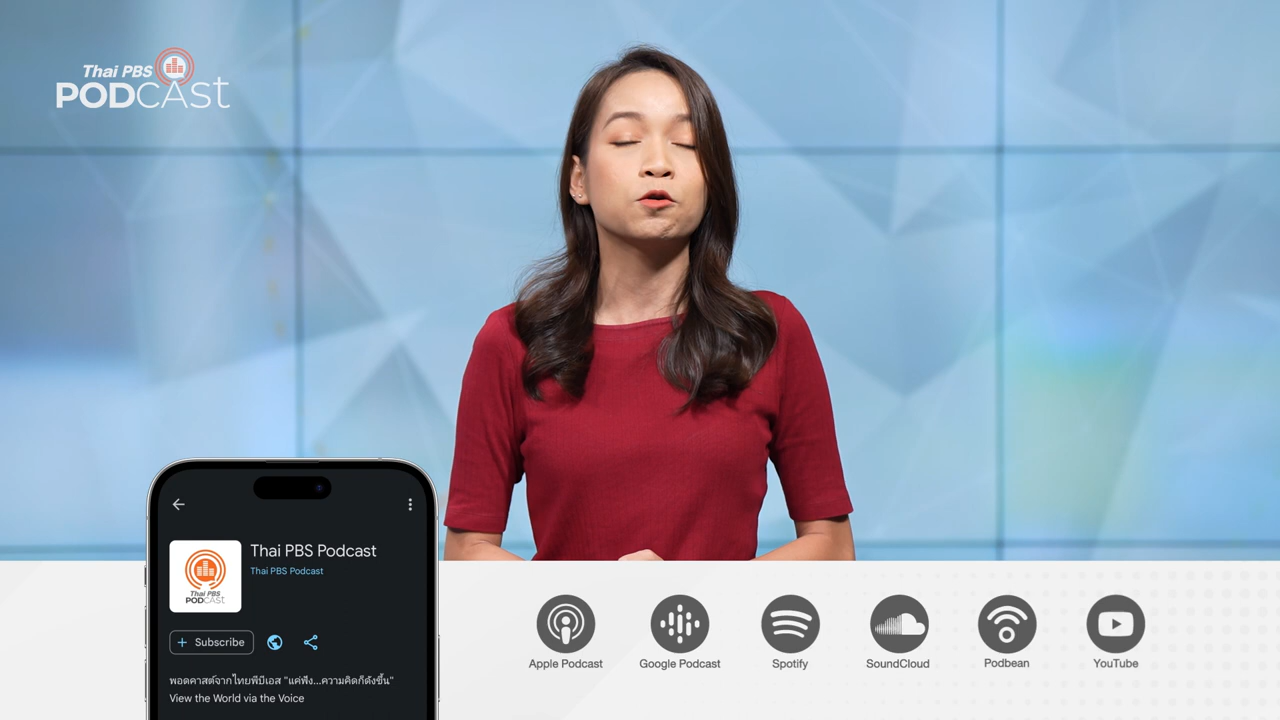 Thai PBS
PODCAST
Thai PBS Podcast
Thai PBS Podcast
Thai PBS
PODCAST
+ Subscribe
พอดคาสต์จากไทยพีบีเอส "แค่ฟัง...ความคิดก็ดังขึ้น"
View the World via the Voice
Apple Podcast
Google Podcast
Spotify
SoundCloud
Podbean
YouTube